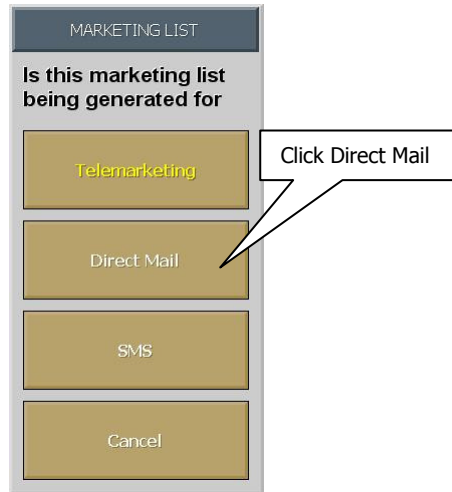 MARKETING LIST
Is this marketing list
being generated for
Telemarketing
Click Direct Mail
Direct Mail
SMS
Cancel